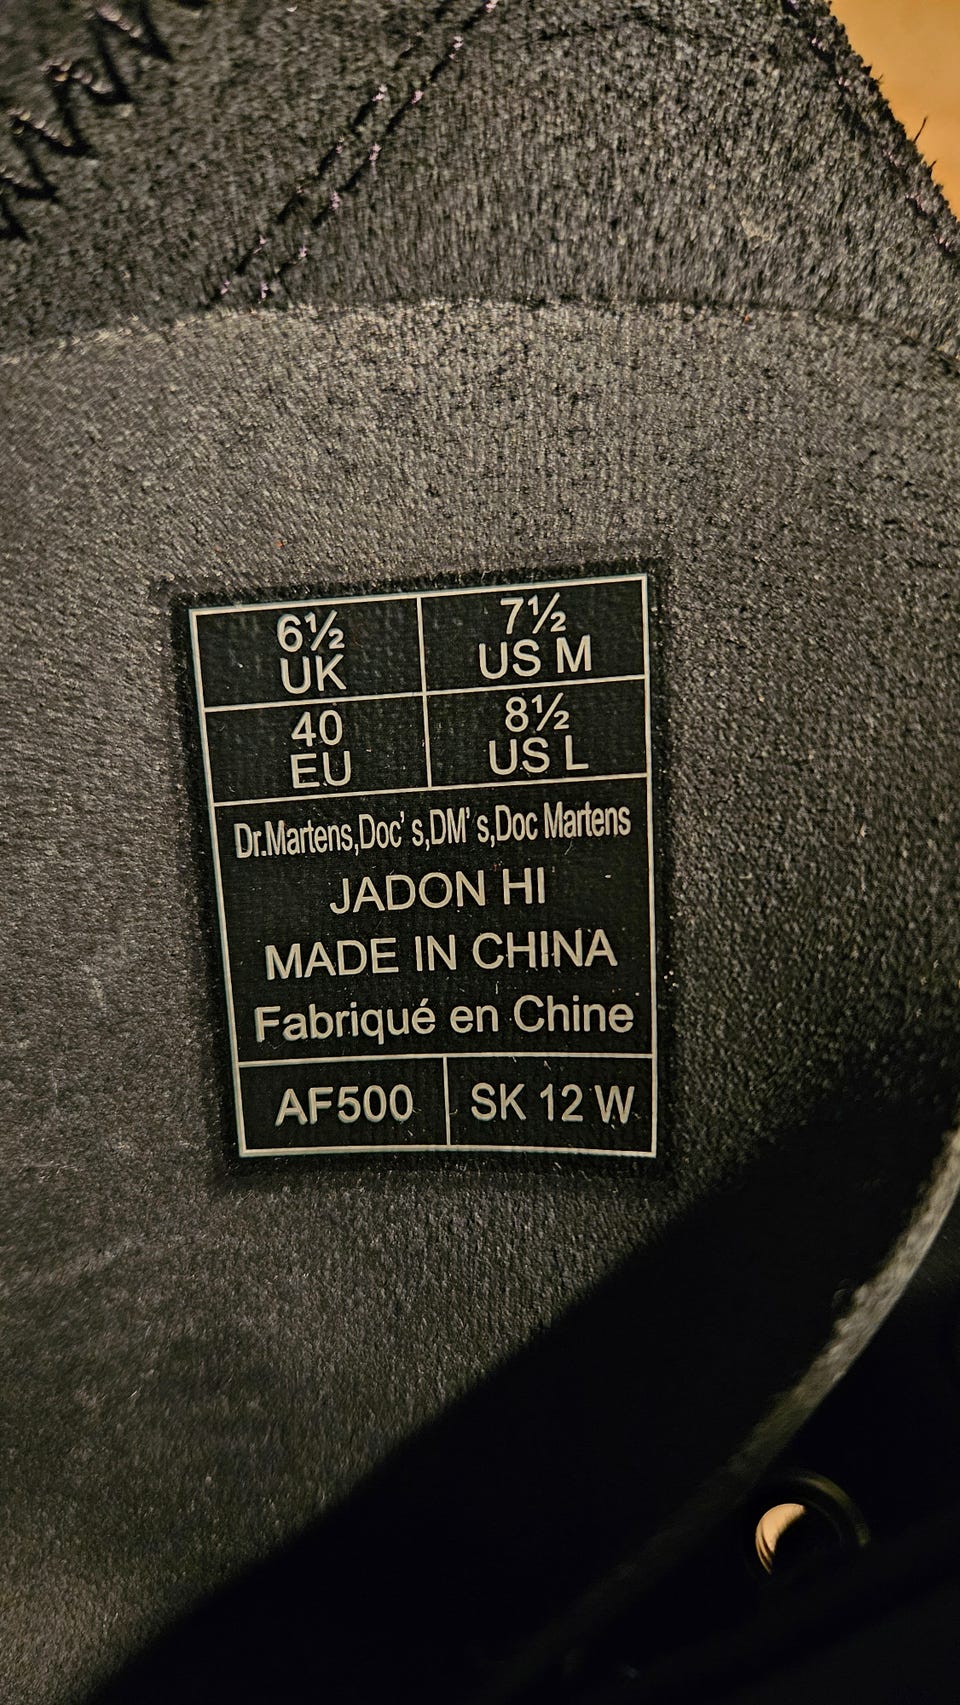 6½ UK
7½ US M
40 EU
8½ US L
Dr.Martens,Doc's,DM's,Doc Martens
JADON HI
MADE IN CHINA
Fabriqué en Chine
AF500
SK 12 W